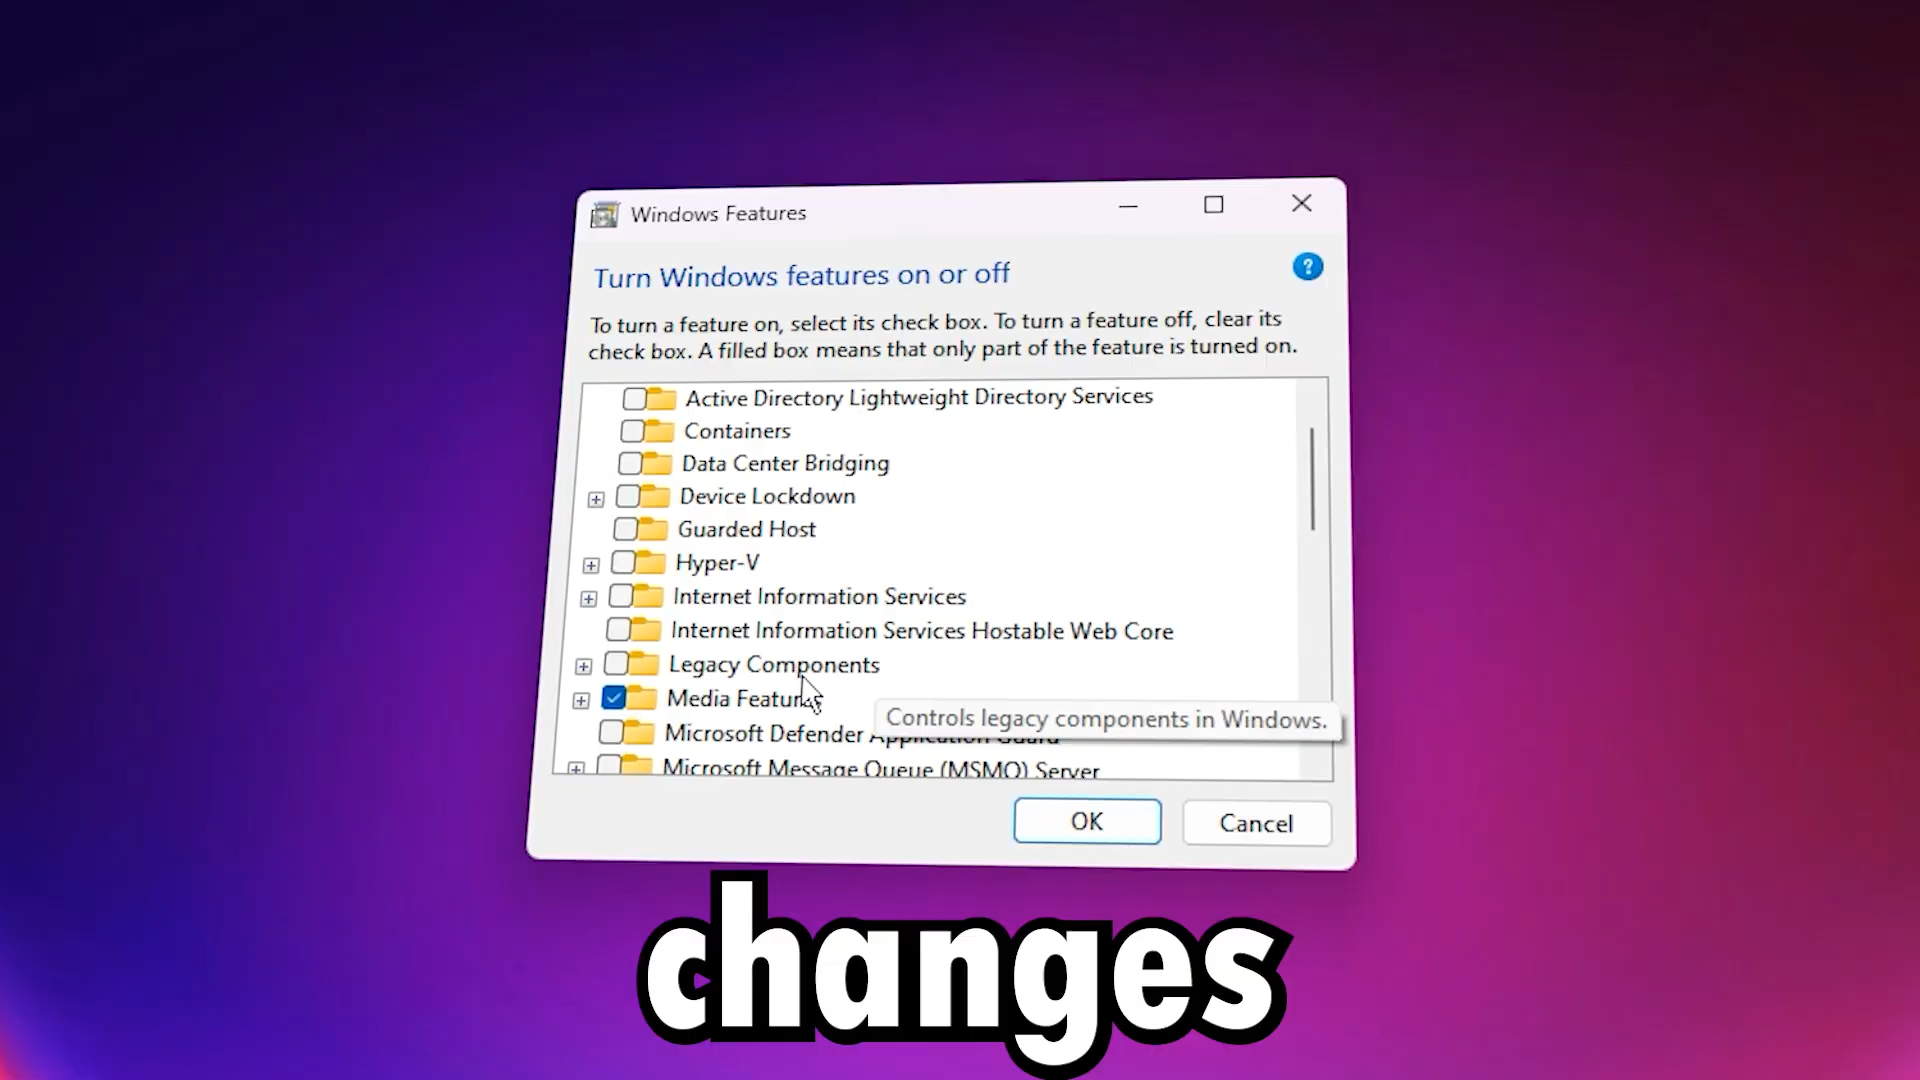 Windows Features
Turn Windows features on or off
?
To turn a feature on, select its check box. To turn a feature off, clear its
check box. A filled box means that only part of the feature is turned on.
Active Directory Lightweight Directory Services
Containers
Data Center Bridging
Device Lockdown
Guarded Host
Hyper-V
Internet Information Services
Internet Information Services Hostable Web Core
Legacy Components
Media Features
Controls legacy components in Windows.
Microsoft Defender Application Guard
Microsoft Message Queue (MSMQ) Server
OK
Cancel
changes